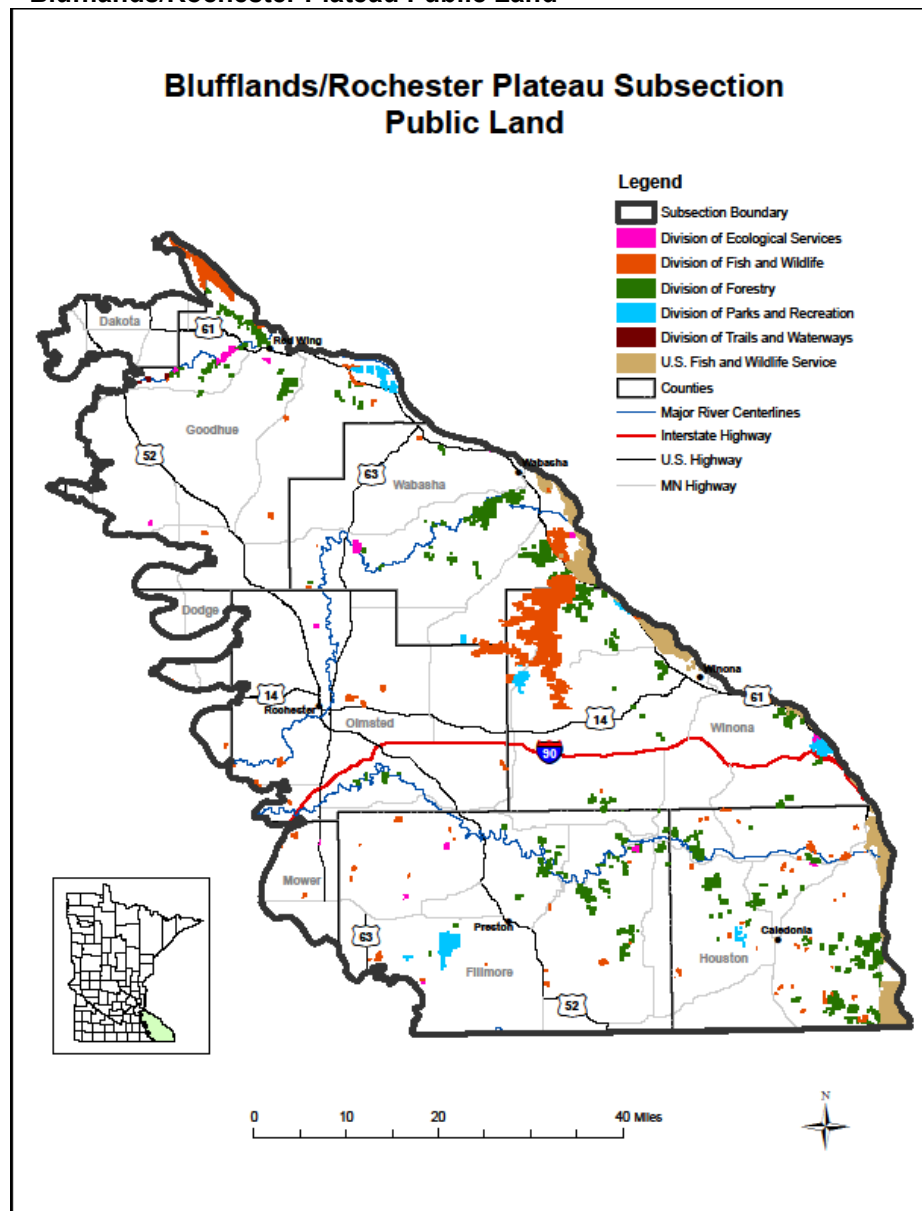 Blufflands/Rochester Plateau Public Land
Blufflands/Rochester Plateau Subsection
Public Land
Legend
Subsection Boundary
Division of Ecological Services
Division of Fish and Wildlife
Division of Forestry
Division of Parks and Recreation
Division of Trails and Waterways
U.S. Fish and Wildlife Service
Counties
Major River Centerlines
Interstate Highway
U.S. Highway
MN Highway
Dakota
61
Red Wing
Goodhue
52
63
Wabasha
Wabasha
Dodge
14
Rochester
Olmsted
14
Winona
61
Winona
90
Mower
63
Preston
Fillmore
52
Caledonia
Houston
0 10 20 40 Miles
N